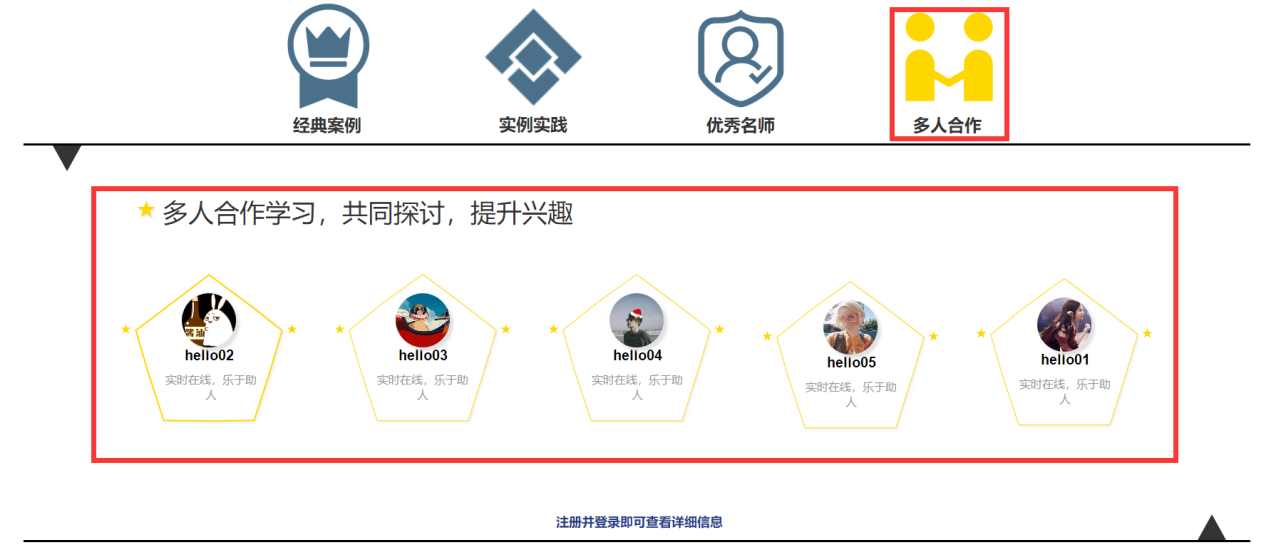 经典案例
实例实践
优秀名师
多人合作
多人合作学习，共同探讨，提升兴趣
酱油
hello02
实时在线，乐于助
人
hello03
实时在线，乐于助
人
hello04
实时在线，乐于助
人
hello05
实时在线，乐于助
人
hello01
实时在线，乐于助
人
注册并登录即可查看详细信息